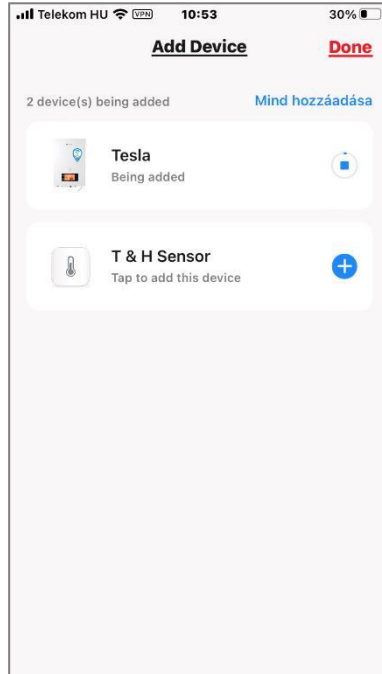 Telekom HU VPN 10:53 30%
Add Device Done
2 device(s) being added Mind hozzáadása
Tesla
Being added
T & H Sensor
Tap to add this device